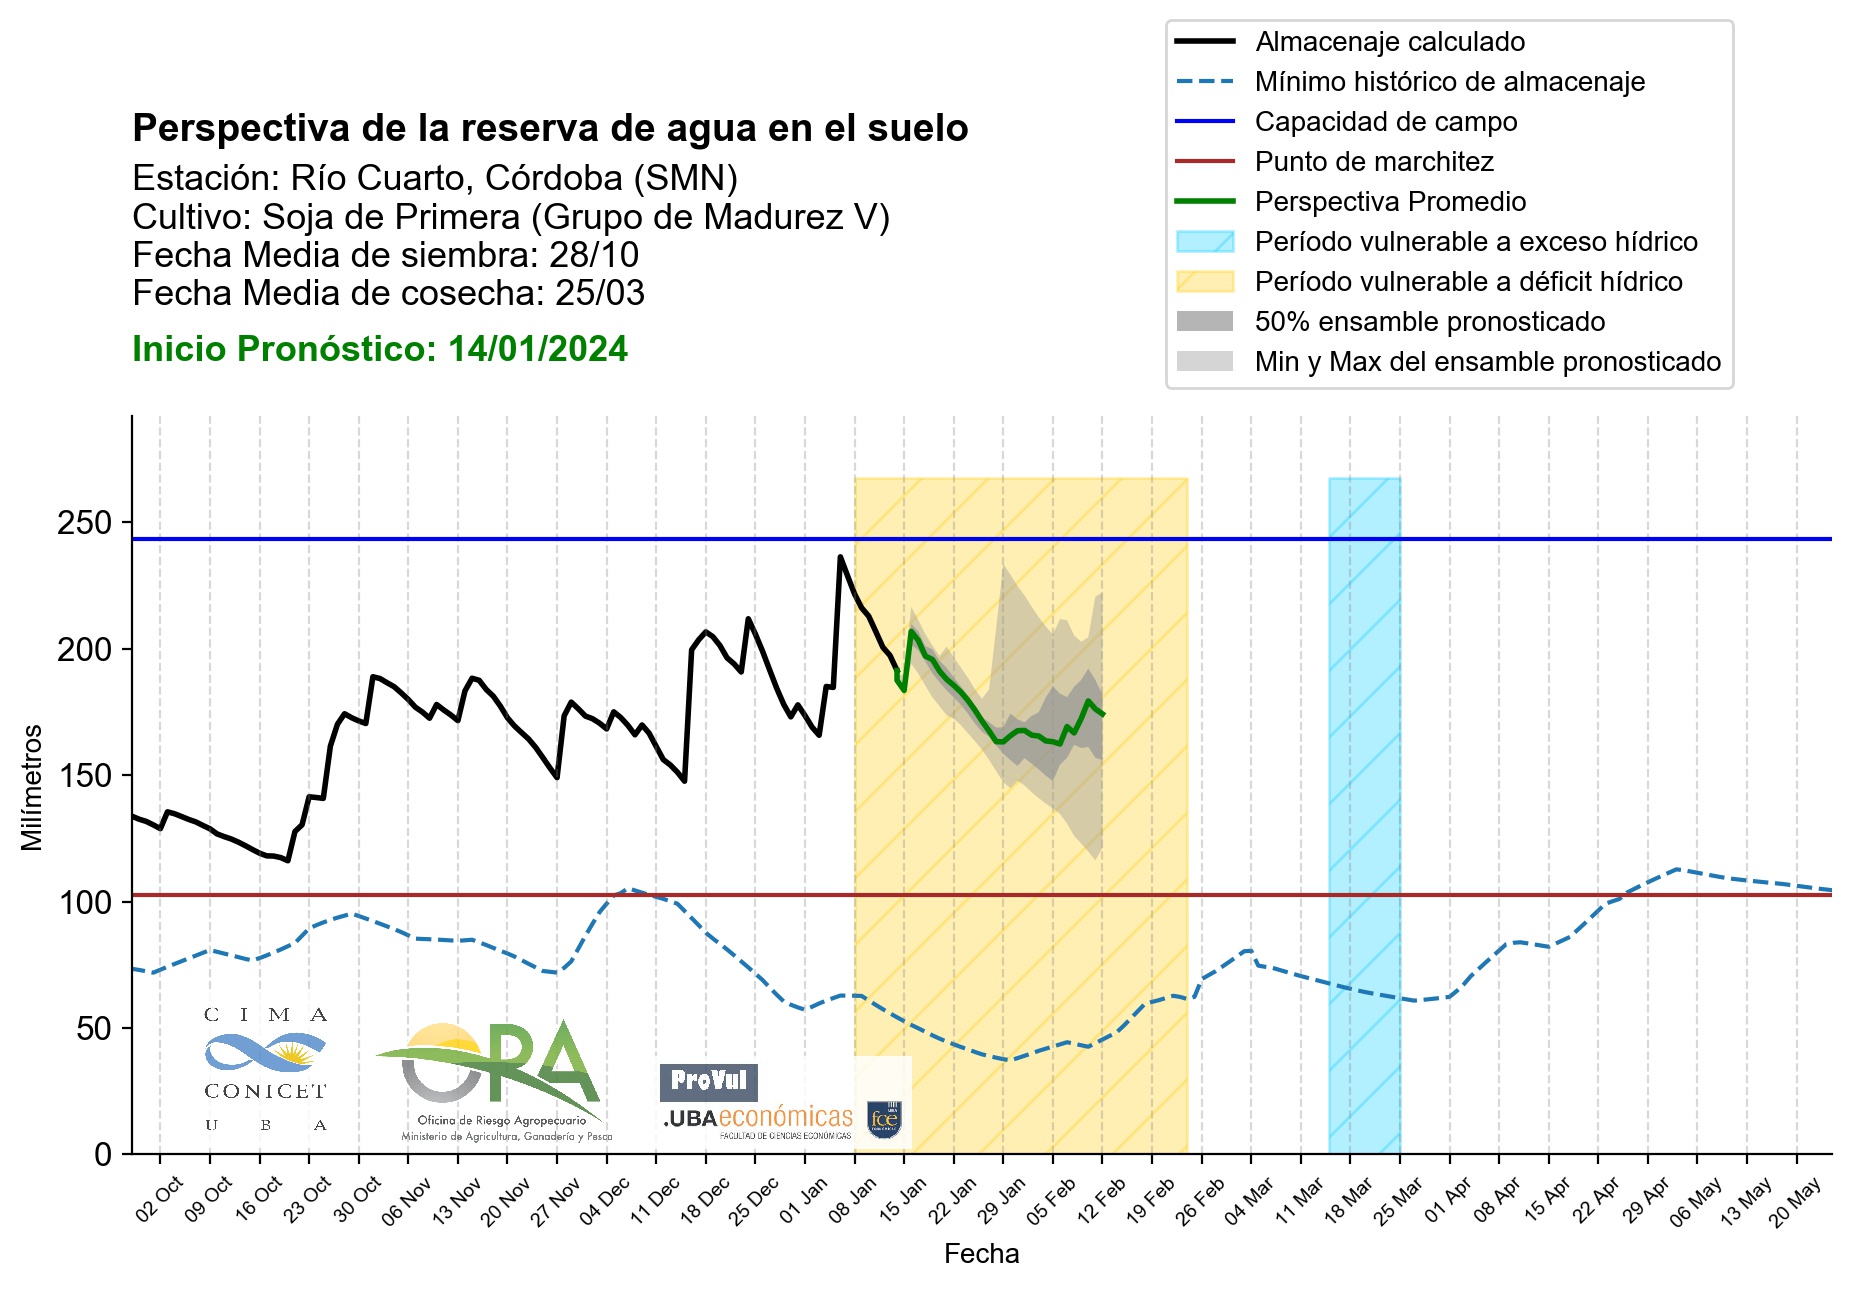 Almacenaje calculado
Mínimo histórico de almacenaje
Capacidad de campo
Punto de marchitez
Perspectiva Promedio
Período vulnerable a exceso hídrico
Período vulnerable a déficit hídrico
50% ensamble pronosticado
Min y Max del ensamble pronosticado
Perspectiva de la reserva de agua en el suelo
Estación: Río Cuarto, Córdoba (SMN)
Cultivo: Soja de Primera (Grupo de Madurez V)
Fecha Media de siembra: 28/10
Fecha Media de cosecha: 25/03
Inicio Pronóstico: 14/01/2024
Milímetros
250
200
150
100
50
0
CIMA
CONICET
UBA
ORA
Oficina de Riesgo Agropecuario
Ministerio de Agricultura, Ganadería y Pesca
ProVul
.UBAeconómicas
FACULTAD DE CIENCIAS ECONÓMICAS
fce
02 Oct
09 Oct
16 Oct
23 Oct
30 Oct
06 Nov
13 Nov
20 Nov
27 Nov
04 Dec
11 Dec
18 Dec
25 Dec
01 Jan
08 Jan
15 Jan
22 Jan
29 Jan
05 Feb
12 Feb
19 Feb
26 Feb
04 Mar
11 Mar
18 Mar
25 Mar
01 Apr
08 Apr
15 Apr
22 Apr
29 Apr
06 May
13 May
20 May
Fecha